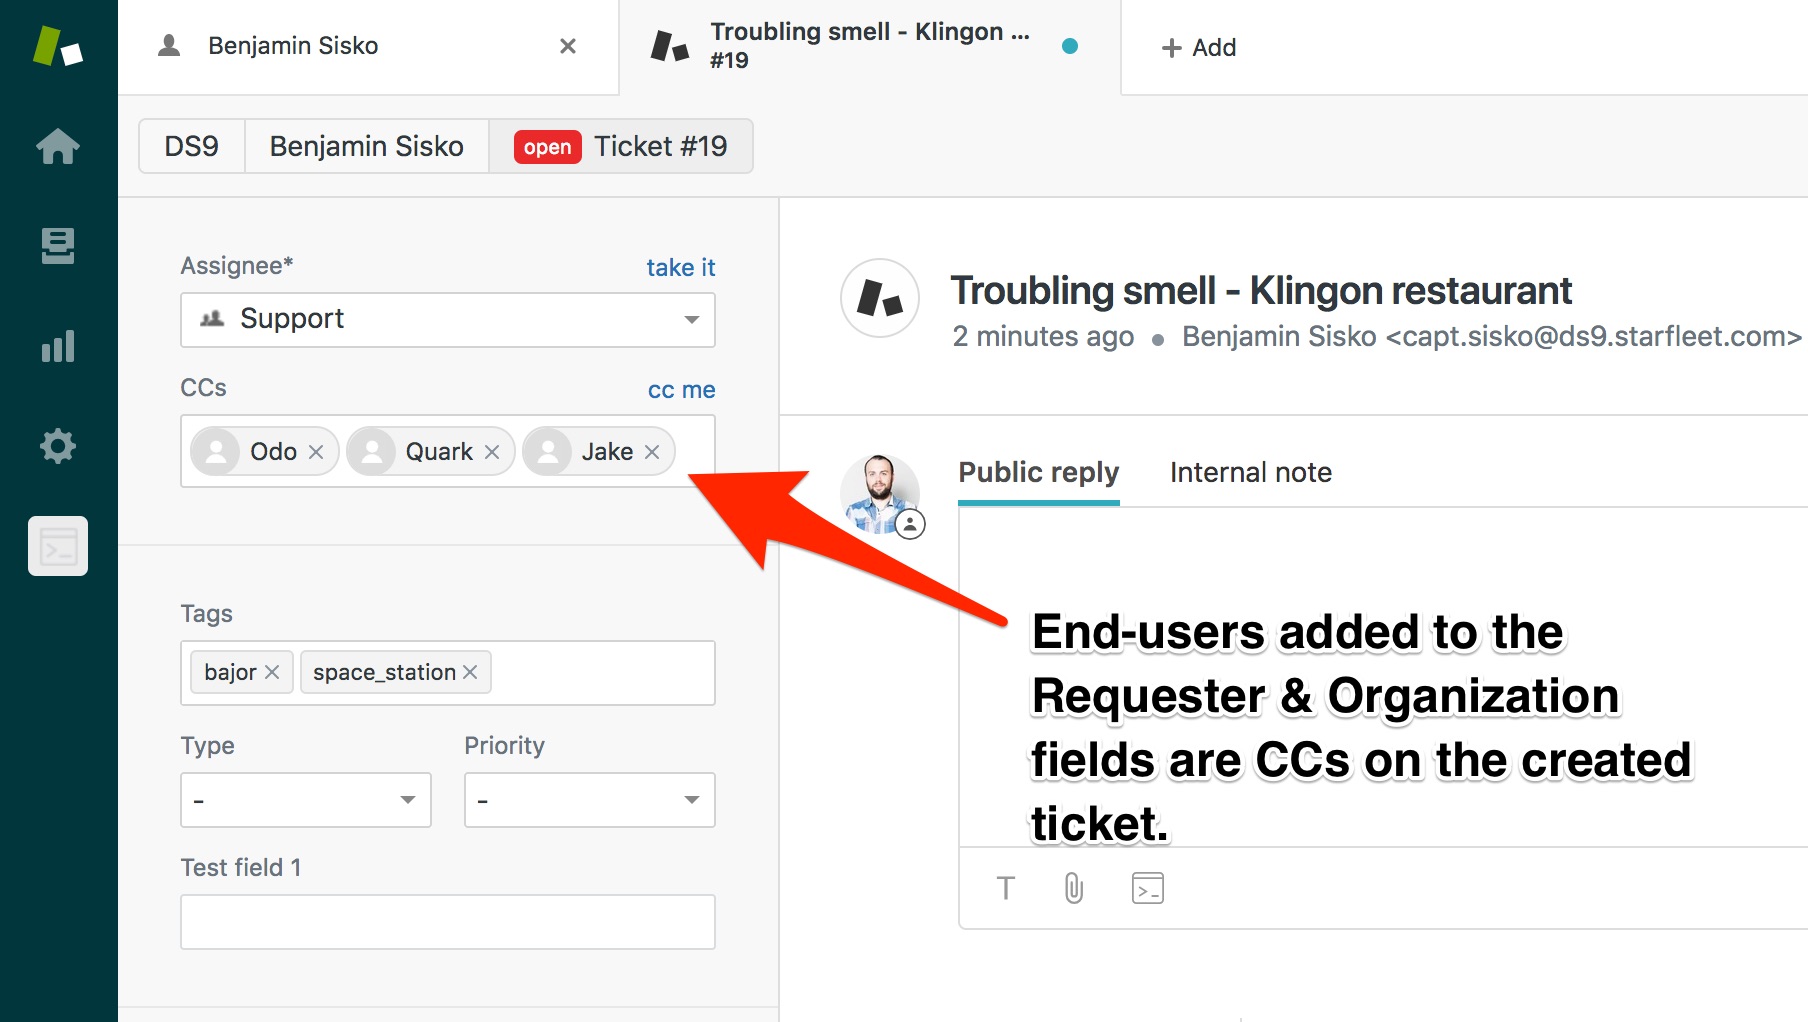 Benjamin Sisko
Troubling smell - Klingon ...
#19
+ Add
DS9
Benjamin Sisko
open Ticket #19
Assignee*
take it
Support
CCs
cc me
Odo
Quark
Jake
Tags
bajor
space_station
Type
Priority
-
-
Test field 1
Troubling smell - Klingon restaurant
2 minutes ago • Benjamin Sisko <capt.sisko@ds9.starfleet.com>
Public reply
Internal note
End-users added to the
Requester & Organization
fields are CCs on the created
ticket.
T